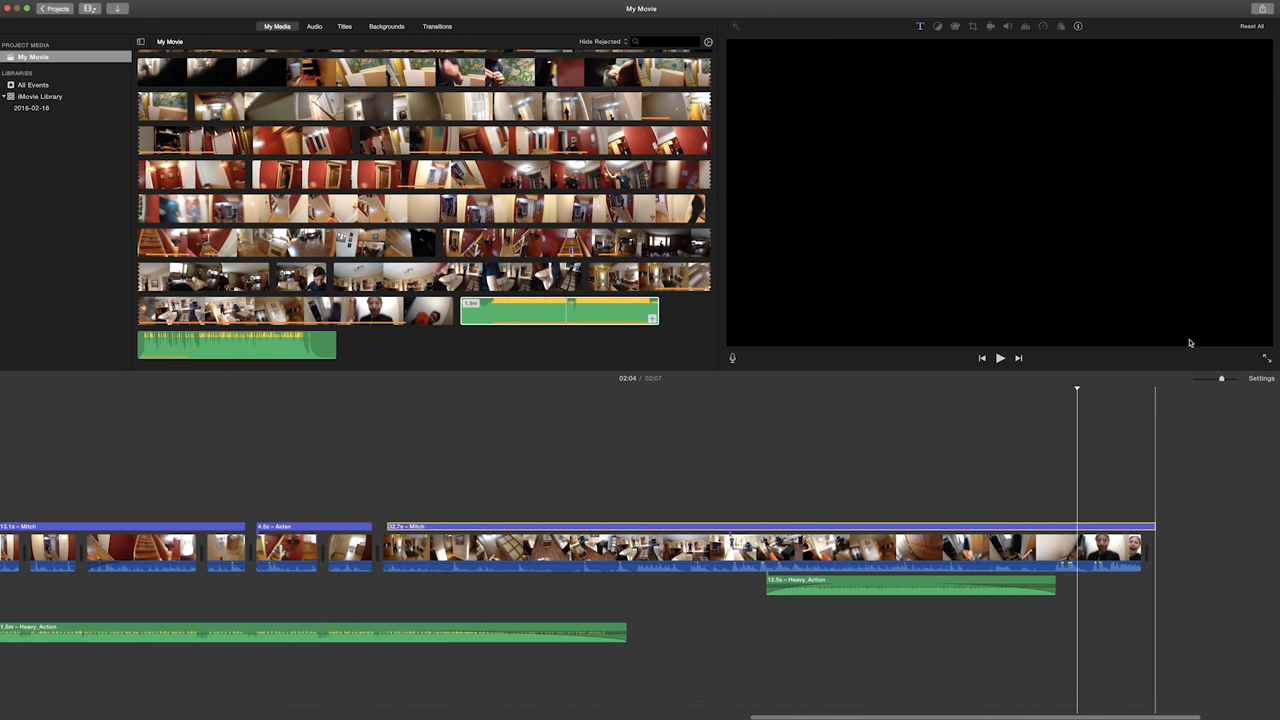 Projects
My Movie
My Media Audio Titles Backgrounds Transitions
T
Reset All
PROJECT MEDIA
My Movie
LIBRARIES
All Events
iMovie Library
2016-02-16
My Movie
Hide Rejected
1.9m
02:04 / 02:07
Settings
13.1s – Mitch
4.5s – Aidan
32.7s – Mitch
12.5s – Heavy_Action
1.5m – Heavy_Action